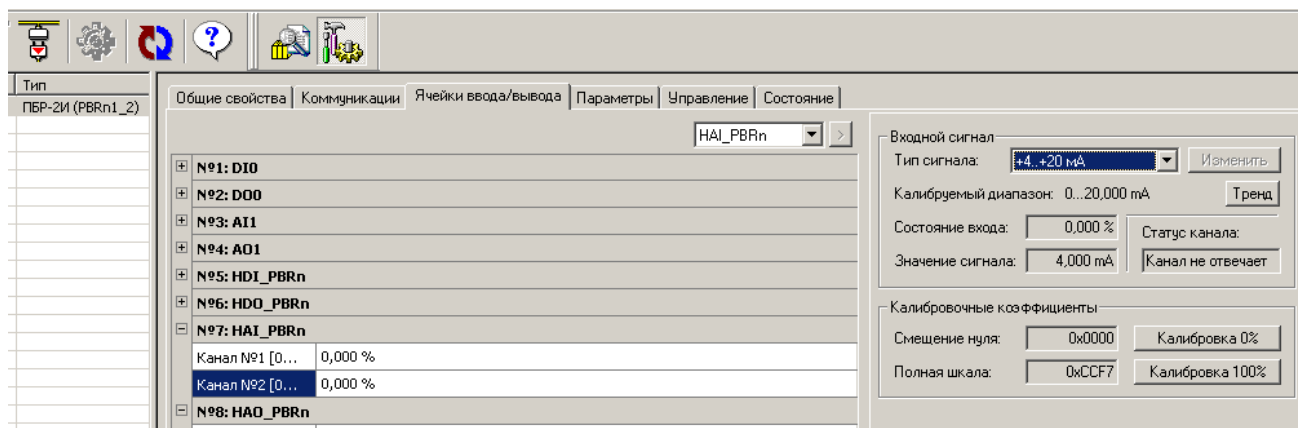 Тип
ПБР-2И (PBRn1_2)
Общие свойства
Коммуникации
Ячейки ввода/вывода
Параметры
Управление
Состояние
HAI_PBRn
>
№1: DI0
№2: DO0
№3: AI1
№4: AO1
№5: HDI_PBRn
№6: HDO_PBRn
№7: HAI_PBRn
Канал №1 [0... 0,000 %
Канал №2 [0... 0,000 %
№8: HAO_PBRn
Входной сигнал
Тип сигнала: +4..+20 мА Изменить
Калибруемый диапазон: 0...20,000 mA Тренд
Состояние входа: 0,000 % Статус канала:
Значение сигнала: 4,000 mA Канал не отвечает
Калибровочные коэффициенты
Смещение нуля: 0x0000 Калибровка 0%
Полная шкала: 0xCCF7 Калибровка 100%